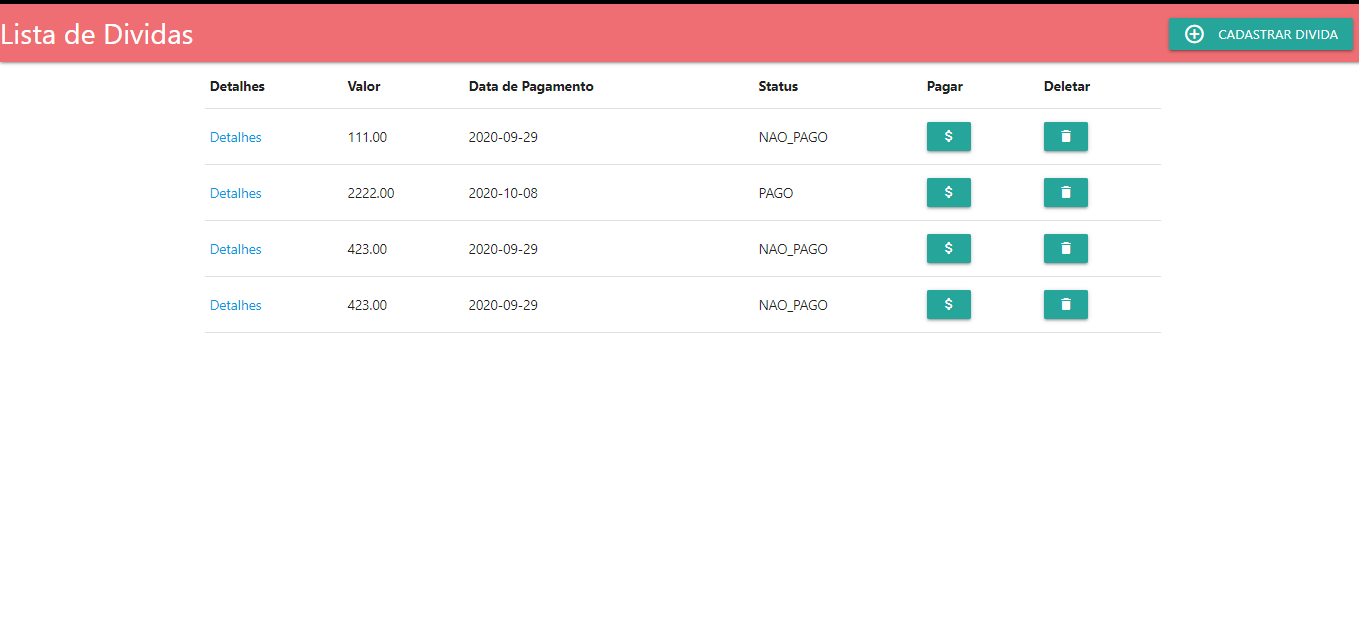 Lista de Dividas
CADASTRAR DIVIDA
Detalhes Valor Data de Pagamento Status Pagar Deletar
Detalhes 111.00 2020-09-29 NAO_PAGO $
Detalhes 2222.00 2020-10-08 PAGO $
Detalhes 423.00 2020-09-29 NAO_PAGO $
Detalhes 423.00 2020-09-29 NAO_PAGO $